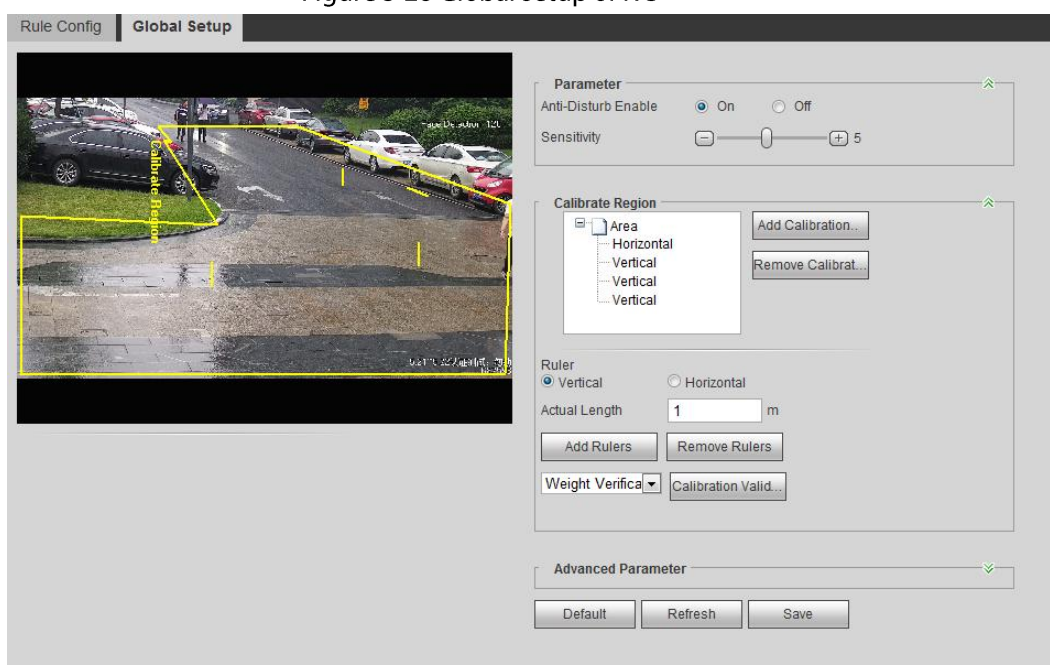 Rule Config Global Setup
Parameter
Anti-Disturb Enable On Off
Sensitivity 5
Calibrate Region
Calibrate Region
Area
Horizontal
Vertical
Vertical
Vertical
Add Calibration..
Remove Calibrat...
Ruler
Vertical Horizontal
Actual Length 1 m
Add Rulers Remove Rulers
Weight Verifica Calibration Valid...
Advanced Parameter
Default Refresh Save